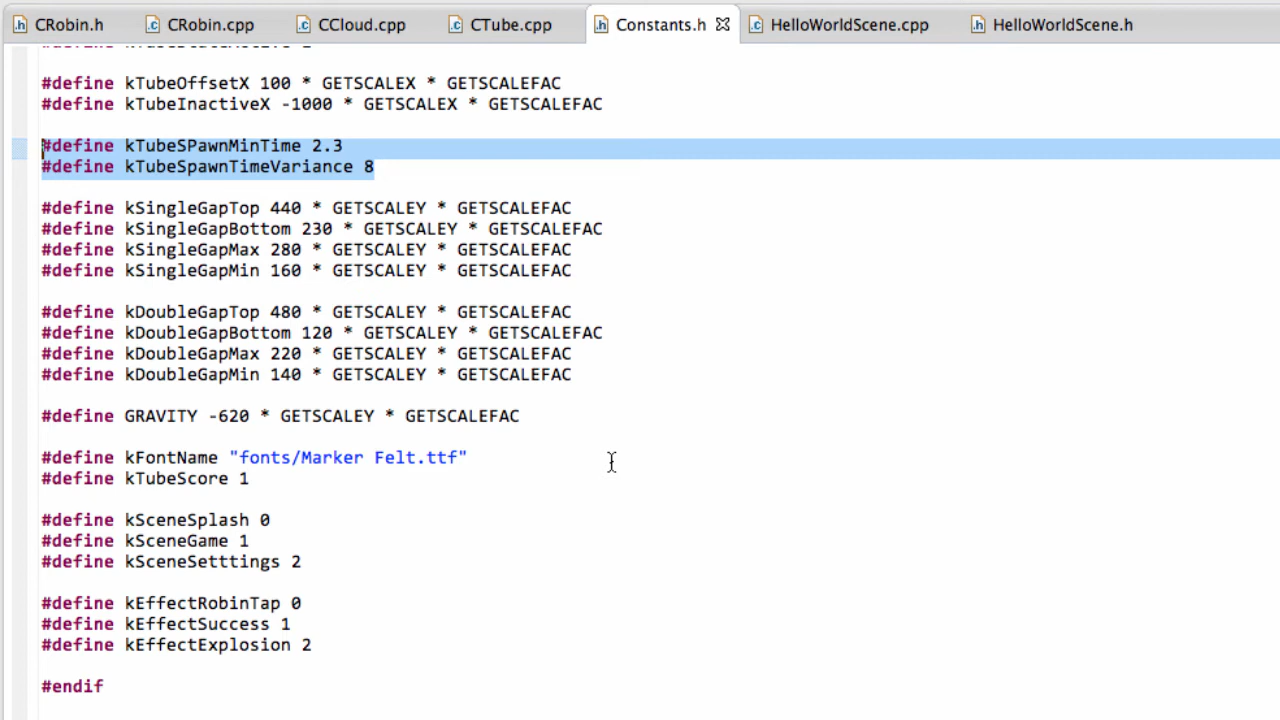 CRobin.h CRobin.cpp CCloud.cpp CTube.cpp Constants.h HelloWorldScene.cpp HelloWorldScene.h
#define kTubeOffsetX 100 * GETSCALEX * GETSCALEFAC
#define kTubeInactiveX -1000 * GETSCALEX * GETSCALEFAC
#define kTubeSPawnMinTime 2.3
#define kTubeSpawnTimeVariance 8
#define kSingleGapTop 440 * GETSCALEY * GETSCALEFAC
#define kSingleGapBottom 230 * GETSCALEY * GETSCALEFAC
#define kSingleGapMax 280 * GETSCALEY * GETSCALEFAC
#define kSingleGapMin 160 * GETSCALEY * GETSCALEFAC
#define kDoubleGapTop 480 * GETSCALEY * GETSCALEFAC
#define kDoubleGapBottom 120 * GETSCALEY * GETSCALEFAC
#define kDoubleGapMax 220 * GETSCALEY * GETSCALEFAC
#define kDoubleGapMin 140 * GETSCALEY * GETSCALEFAC
#define GRAVITY -620 * GETSCALEY * GETSCALEFAC
#define kFontName "fonts/Marker Felt.ttf"
#define kTubeScore 1
#define kSceneSplash 0
#define kSceneGame 1
#define kSceneSetttings 2
#define kEffectRobinTap 0
#define kEffectSuccess 1
#define kEffectExplosion 2
#endif